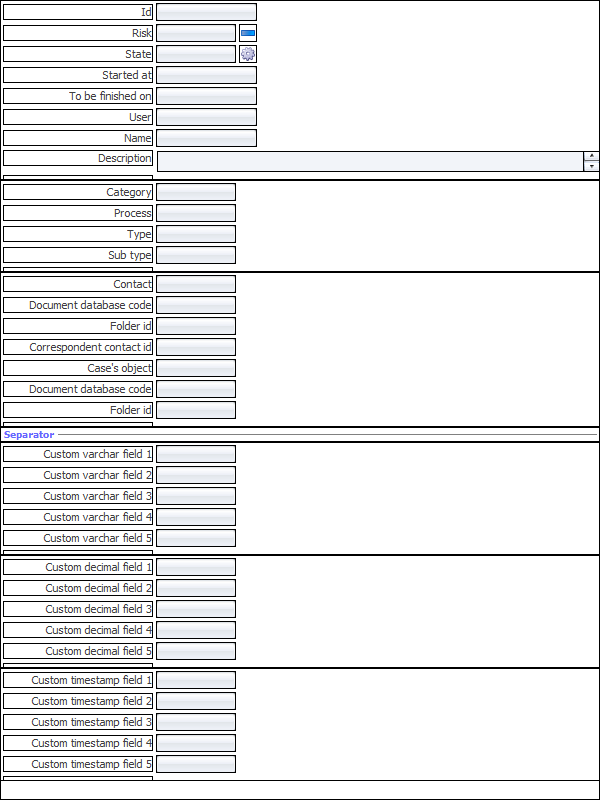 Id
Risk
State
Started at
To be finished on
User
Name
Description
Category
Process
Type
Sub type
Contact
Document database code
Folder id
Correspondent contact id
Case's object
Document database code
Folder id
Separator
Custom varchar field 1
Custom varchar field 2
Custom varchar field 3
Custom varchar field 4
Custom varchar field 5
Custom decimal field 1
Custom decimal field 2
Custom decimal field 3
Custom decimal field 4
Custom decimal field 5
Custom timestamp field 1
Custom timestamp field 2
Custom timestamp field 3
Custom timestamp field 4
Custom timestamp field 5